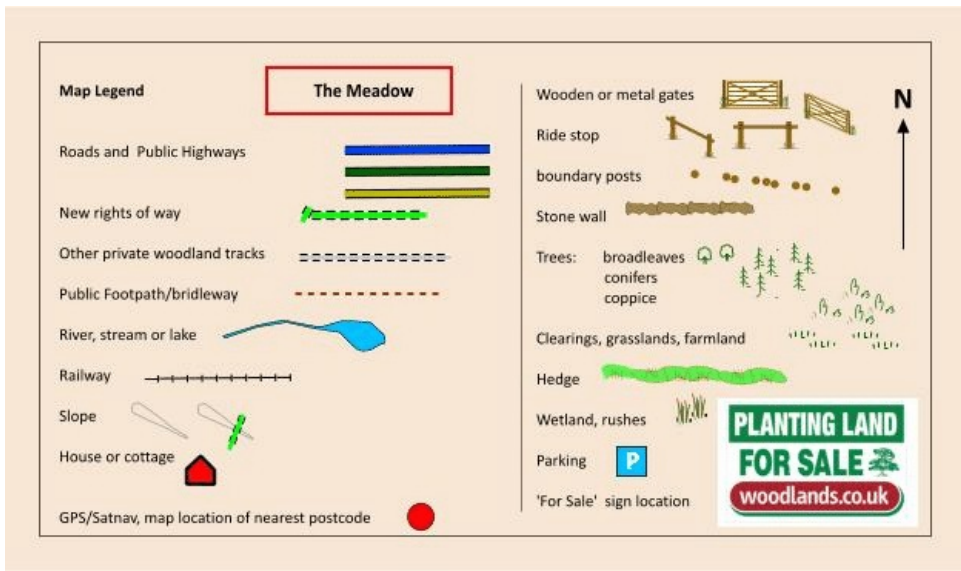 Map Legend
The Meadow
Roads and Public Highways
New rights of way
Other private woodland tracks
Public Footpath/bridleway
River, stream or lake
Railway
Slope
House or cottage
GPS/Satnav, map location of nearest postcode
Wooden or metal gates
N
Ride stop
boundary posts
Stone wall
Trees: broadleaves
conifers
coppice
Clearings, grasslands, farmland
Hedge
Wetland, rushes
Parking
P
'For Sale' sign location
PLANTING LAND
FOR SALE
woodlands.co.uk